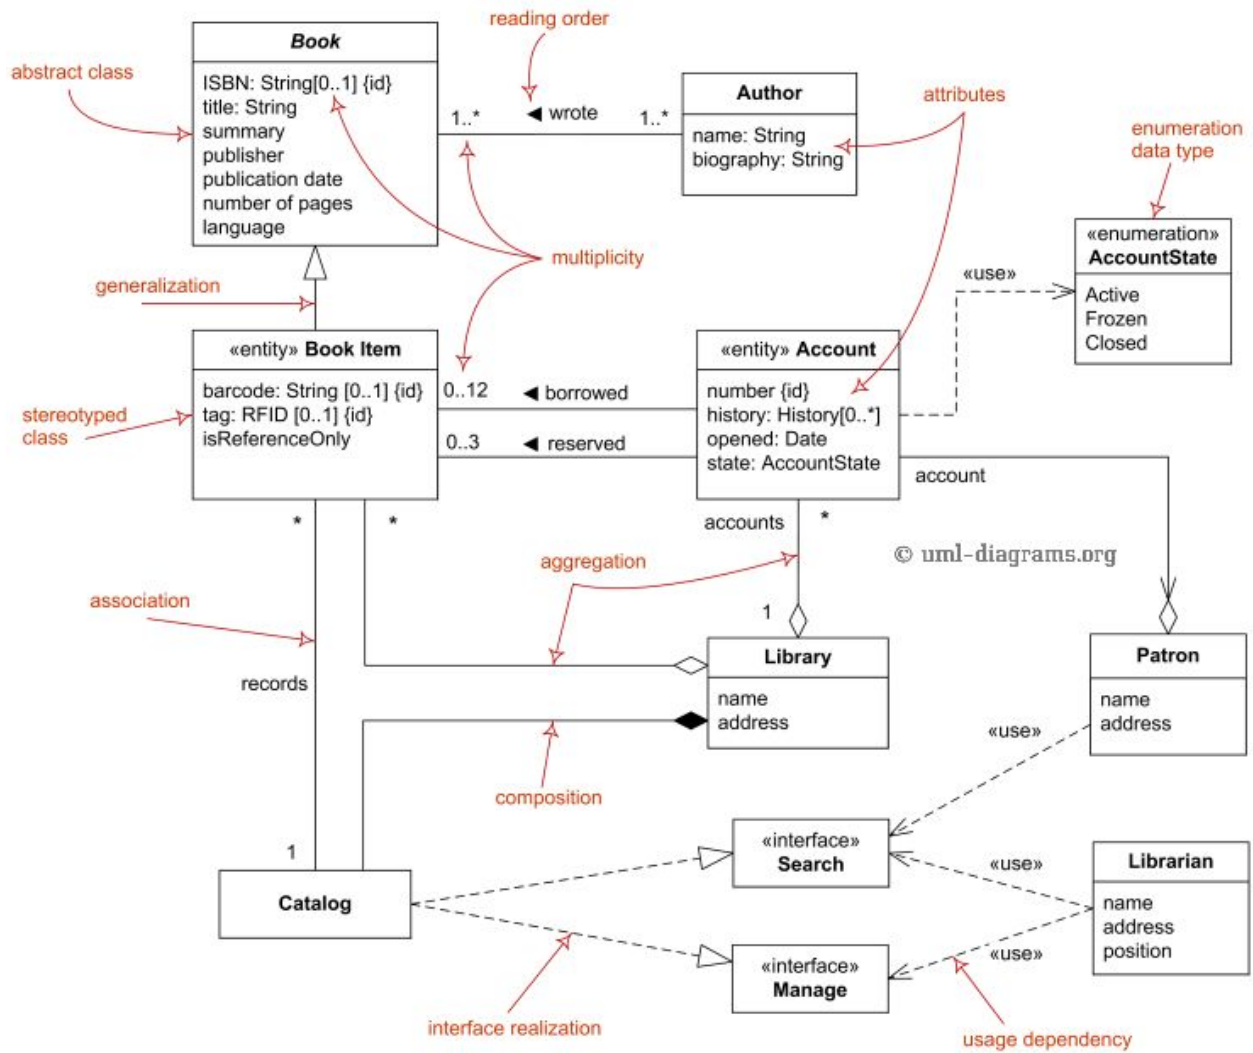 reading order
Book
abstract class
ISBN: String[0..1] {id}
title: String
summary
publisher
publication date
number of pages
language
1..*
◀ wrote
1..*
Author
name: String
biography: String
attributes
enumeration
data type
multiplicity
«enumeration»
AccountState
Active
Frozen
Closed
«use»
generalization
«entity» Book Item
barcode: String [0..1] {id}
tag: RFID [0..1] {id}
isReferenceOnly
stereotyped
class
0..12
◀ borrowed
0..3
◀ reserved
«entity» Account
number {id}
history: History[0..*]
opened: Date
state: AccountState
account
*
*
accounts
*
© uml-diagrams.org
aggregation
association
1
records
Library
name
address
Patron
name
address
«use»
composition
1
Catalog
«interface»
Search
«use»
Librarian
name
address
position
«interface»
Manage
«use»
interface realization
usage dependency